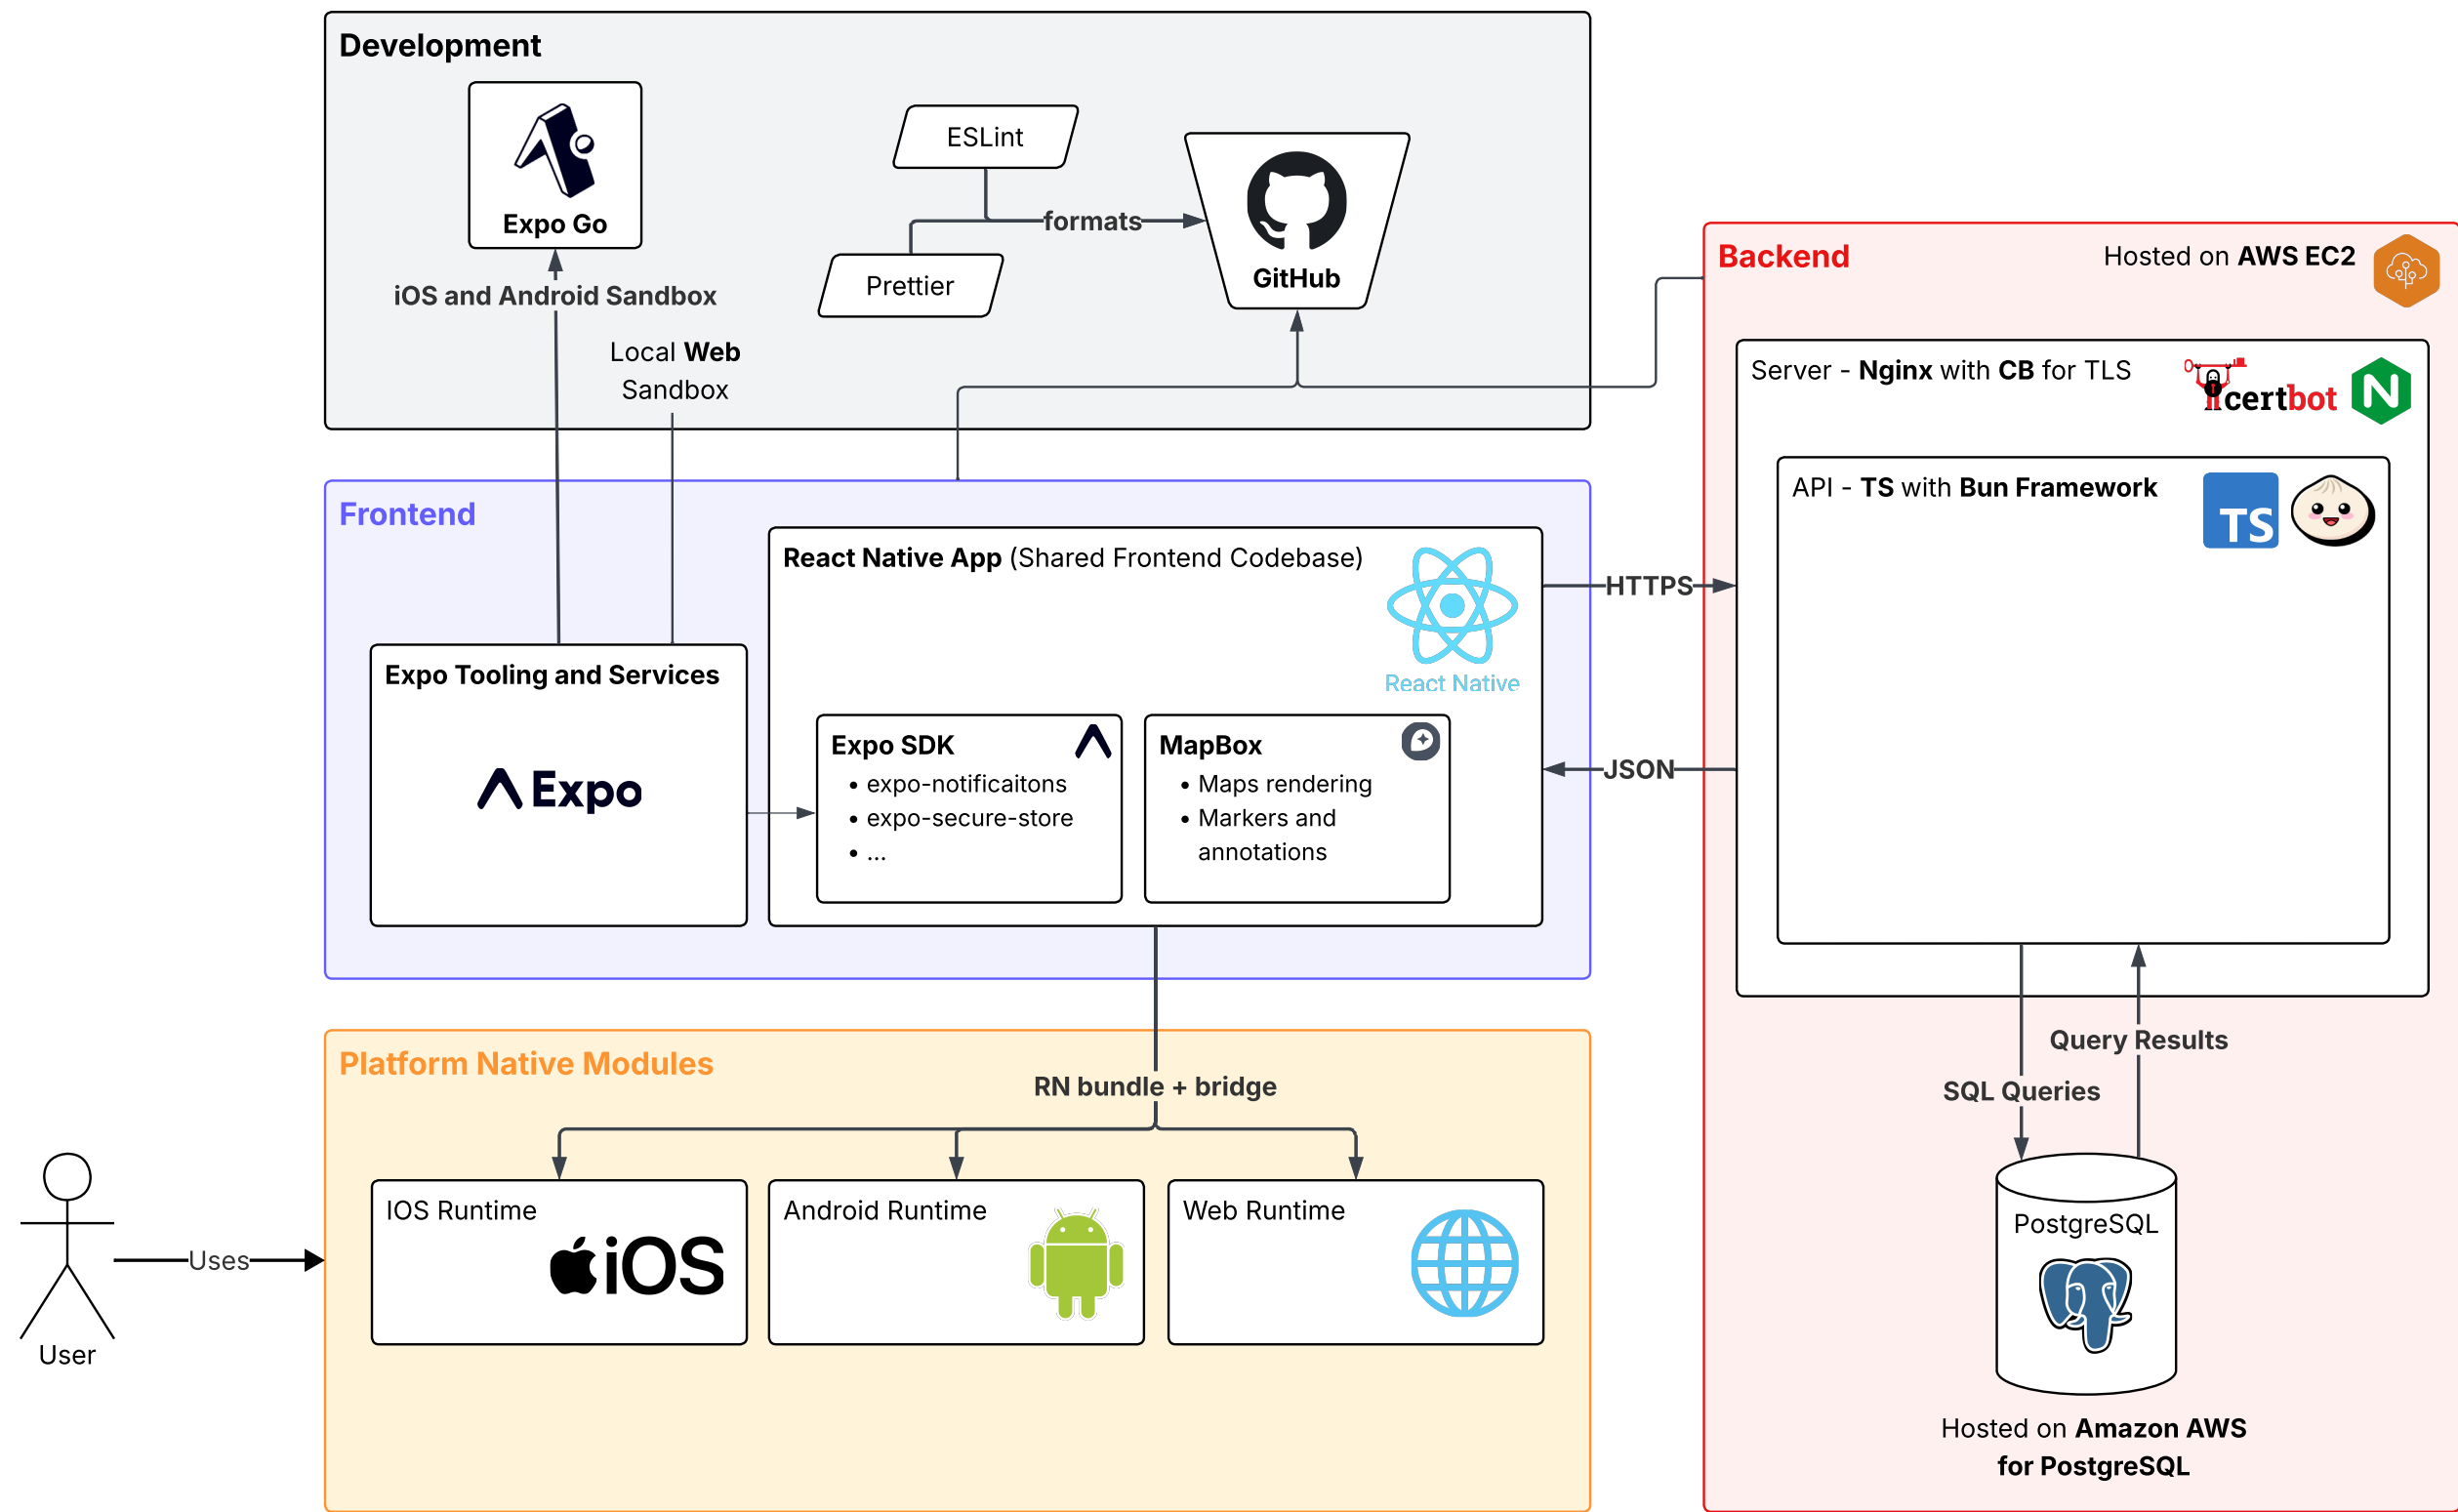 Development
Expo Go
ESLint
formats
Prettier
GitHub
iOS and Android Sandbox
Local Web
Sandbox
Backend
Hosted on AWS EC2
Server - Nginx with CB for TLS
certbot
N
API - TS with Bun Framework
TS
Frontend
React Native App (Shared Frontend Codebase)
React Native
Expo Tooling and Services
Expo
Expo SDK
• expo-notificaitons
• expo-secure-store
• ...
MapBox
• Maps rendering
• Markers and
annotations
HTTPS
JSON
Query Results
SQL Queries
PostgreSQL
Hosted on Amazon AWS
for PostgreSQL
Platform Native Modules
RN bundle + bridge
IOS Runtime
iOS
Android Runtime
Web Runtime
Uses
User